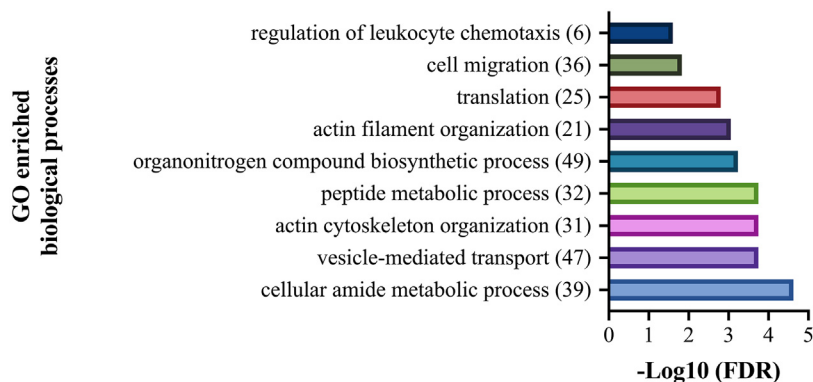 GO enriched
biological processes
regulation of leukocyte chemotaxis (6)
cell migration (36)
translation (25)
actin filament organization (21)
organonitrogen compound biosynthetic process (49)
peptide metabolic process (32)
actin cytoskeleton organization (31)
vesicle-mediated transport (47)
cellular amide metabolic process (39)
0 1 2 3 4 5
-Log10 (FDR)